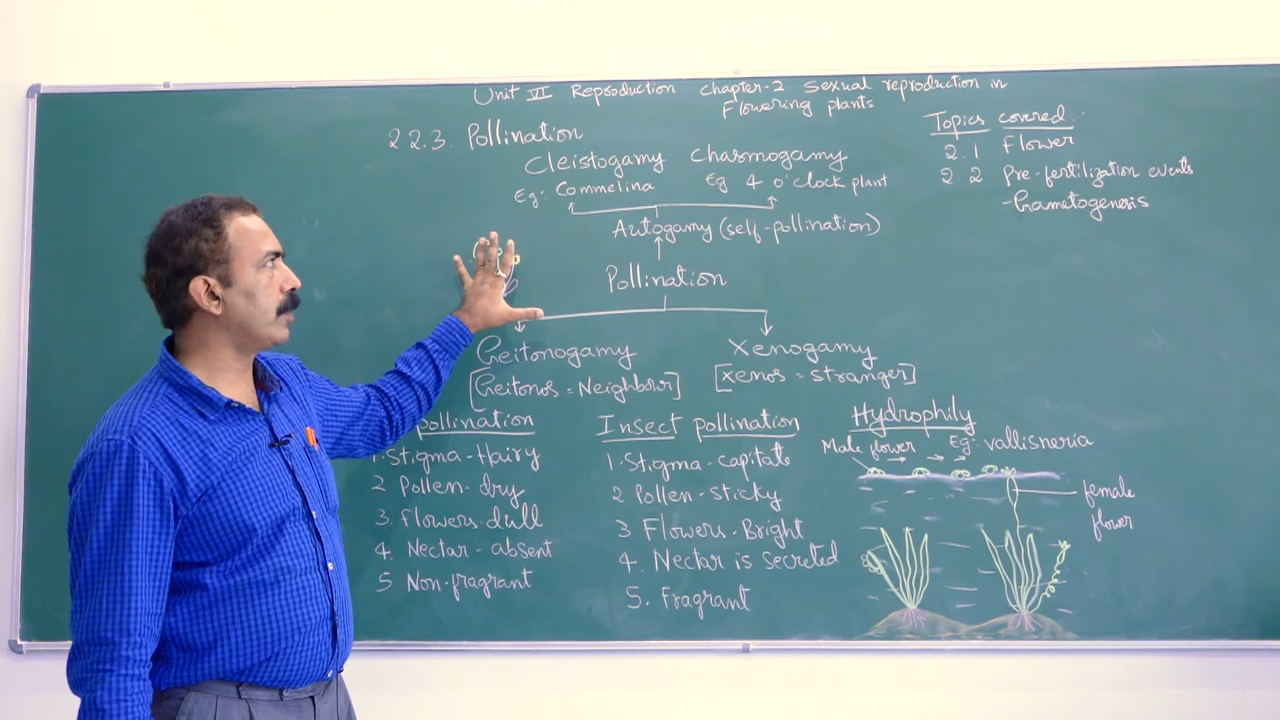 Unit VI Reproduction Chapter-2 Sexual reproduction in
Flowering plants
Topics covered:-
2.1 Flower
2.2 Pre-fertilization events
-Gametogenesis
2.2.3. Pollination
Cleistogamy Chasmogamy
Eg: Commelina Eg 4 o'clock plant
Autogamy (self-pollination)
Pollination
Geitonogamy Xenogamy
[Geitonos = Neighbour] [Xenos = Stranger]
pollination
1. Stigma - Hairy
2 Pollen - dry
3. Flowers - dull
4. Nectar - absent
5 Non-fragrant
Insect pollination
1. Stigma - capitate
2 Pollen - sticky
3 Flowers - Bright
4. Nectar is secreted
5. Fragrant
Hydrophily
Male flower Eg: vallisneria
female
flower